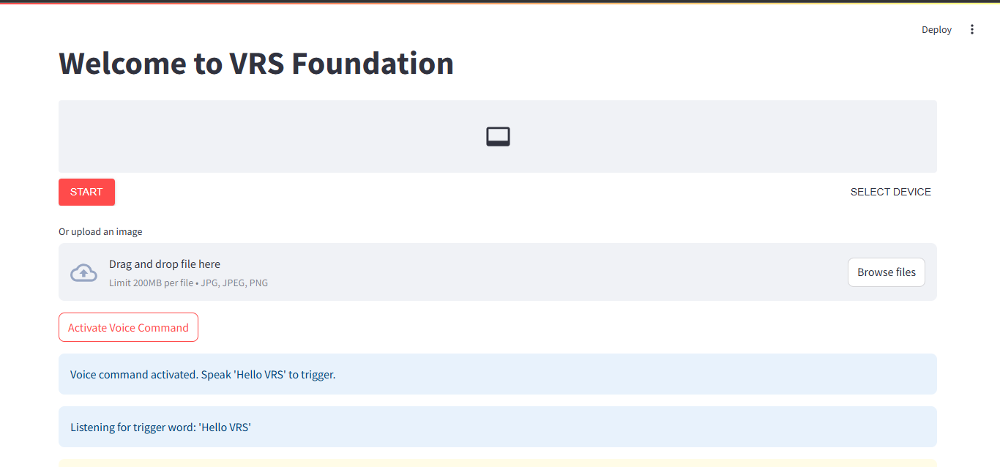 Deploy
Welcome to VRS Foundation
START
SELECT DEVICE
Or upload an image
Drag and drop file here
Limit 200MB per file • JPG, JPEG, PNG
Browse files
Activate Voice Command
Voice command activated. Speak 'Hello VRS' to trigger.
Listening for trigger word: 'Hello VRS'